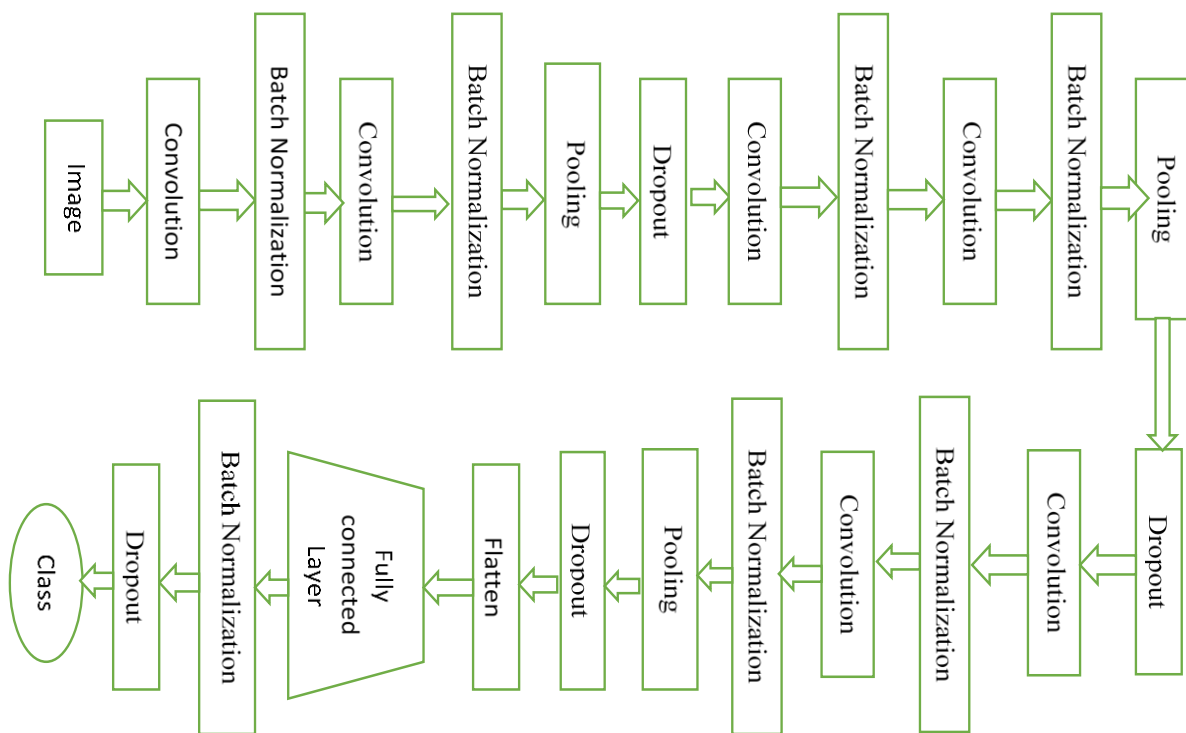 Image
Convolution
Batch Normalization
Convolution
Batch Normalization
Pooling
Dropout
Convolution
Batch Normalization
Convolution
Batch Normalization
Pooling
Dropout
Convolution
Batch Normalization
Convolution
Batch Normalization
Pooling
Dropout
Flatten
Fully
connected
Layer
Batch Normalization
Dropout
Class